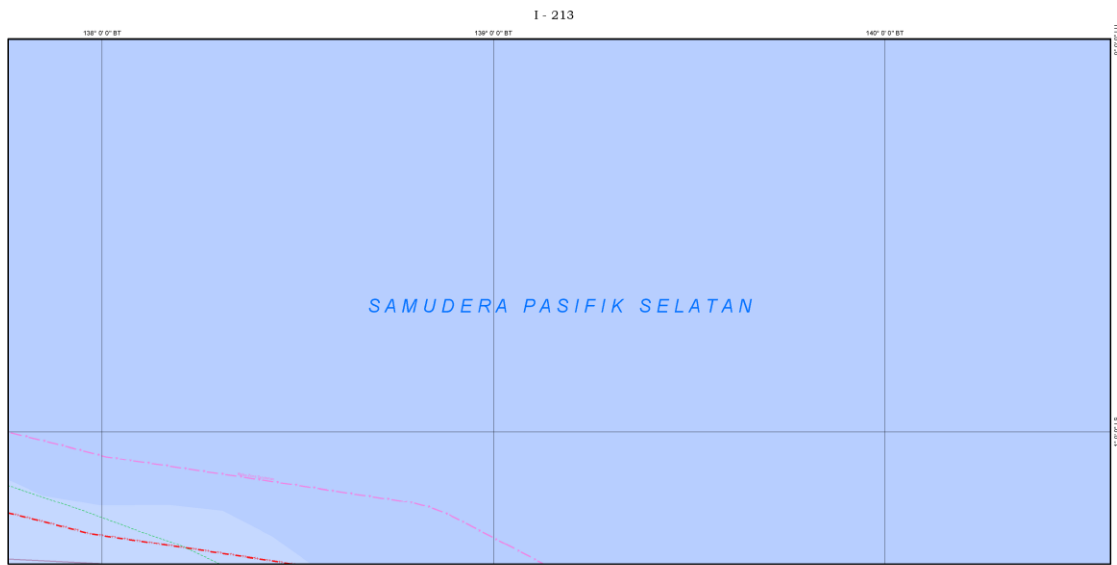 I - 213
138° 0' 0" BT
139° 0' 0" BT
140° 0' 0" BT
SAMUDERA PASIFIK SELATAN